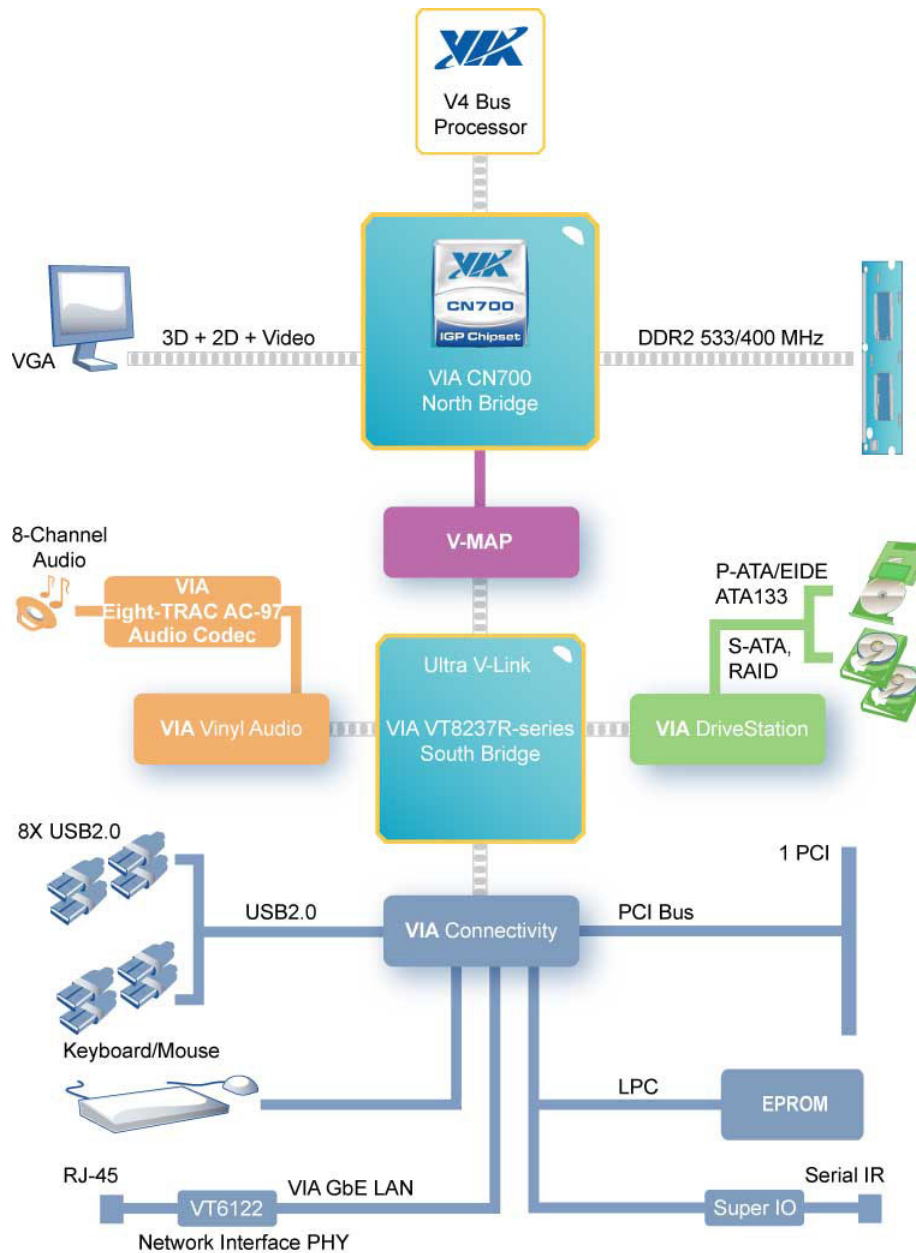 VIA
V4 Bus
Processor
VIA
CN700
IGP Chipset
VIA CN700
North Bridge
VGA
3D + 2D + Video
DDR2 533/400 MHz
V-MAP
8-Channel
Audio
VIA
Eight-TRAC AC-97
Audio Codec
P-ATA/EIDE
ATA133
S-ATA,
RAID
Ultra V-Link
VIA VT8237R-series
South Bridge
VIA Vinyl Audio
VIA DriveStation
8X USB2.0
1 PCI
USB2.0
VIA Connectivity
PCI Bus
Keyboard/Mouse
LPC
EPROM
RJ-45
VIA GbE LAN
VT6122
Network Interface PHY
Serial IR
Super IO